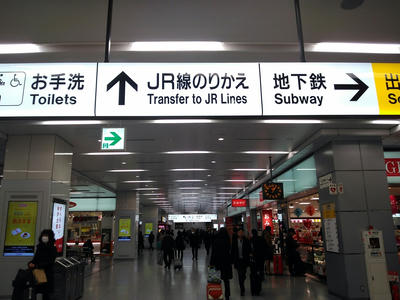 お手洗
Toilets
JR線のりかえ
Transfer to JR Lines
地下鉄
Subway